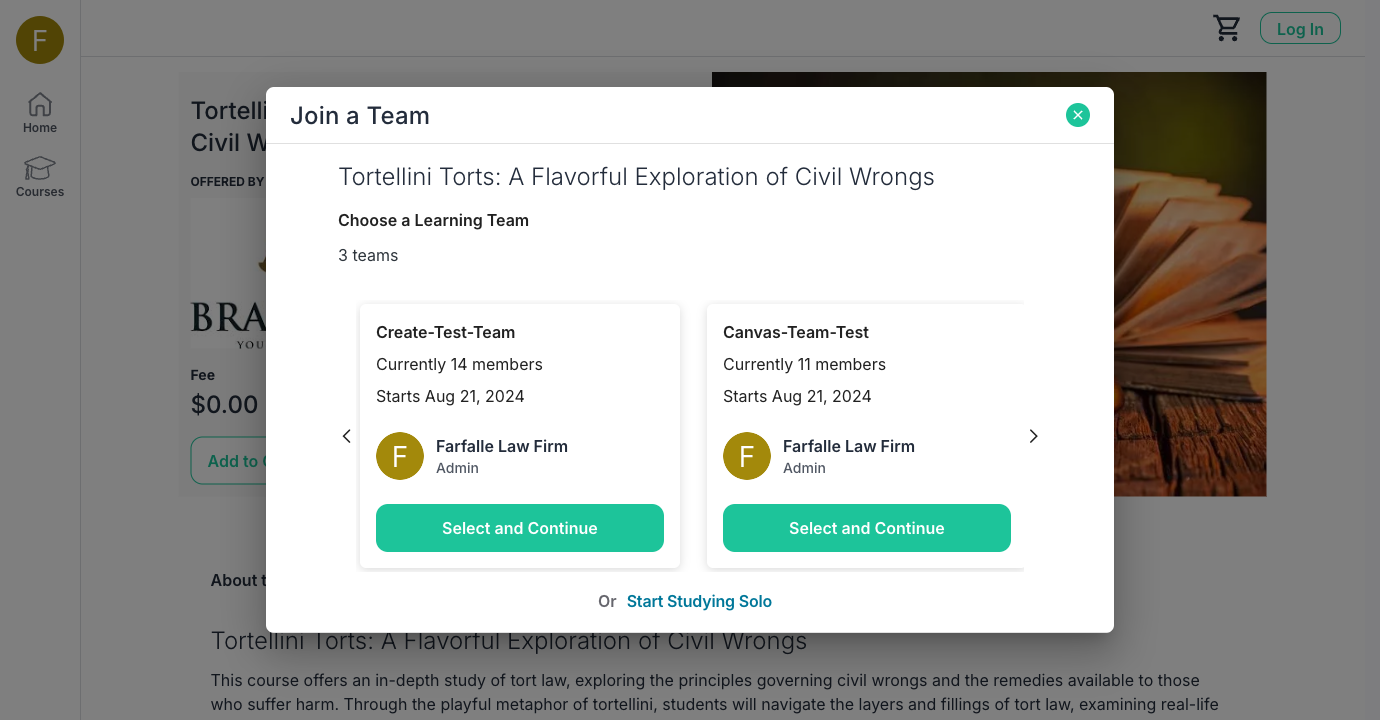 F
Log In
Home
Courses
Join a Team
Tortellini Torts: A Flavorful Exploration of Civil Wrongs
Choose a Learning Team
3 teams
Create-Test-Team
Currently 14 members
Starts Aug 21, 2024
F
Farfalle Law Firm
Admin
Select and Continue
Canvas-Team-Test
Currently 11 members
Starts Aug 21, 2024
F
Farfalle Law Firm
Admin
Select and Continue
Or Start Studying Solo
Tortelli
Civil W
OFFERED BY
BRA
YOU
Fee
$0.00
Add to
About t
Tortellini Torts: A Flavorful Exploration of Civil Wrongs
This course offers an in-depth study of tort law, exploring the principles governing civil wrongs and the remedies available to those
who suffer harm. Through the playful metaphor of tortellini, students will navigate the layers and fillings of tort law, examining real-life